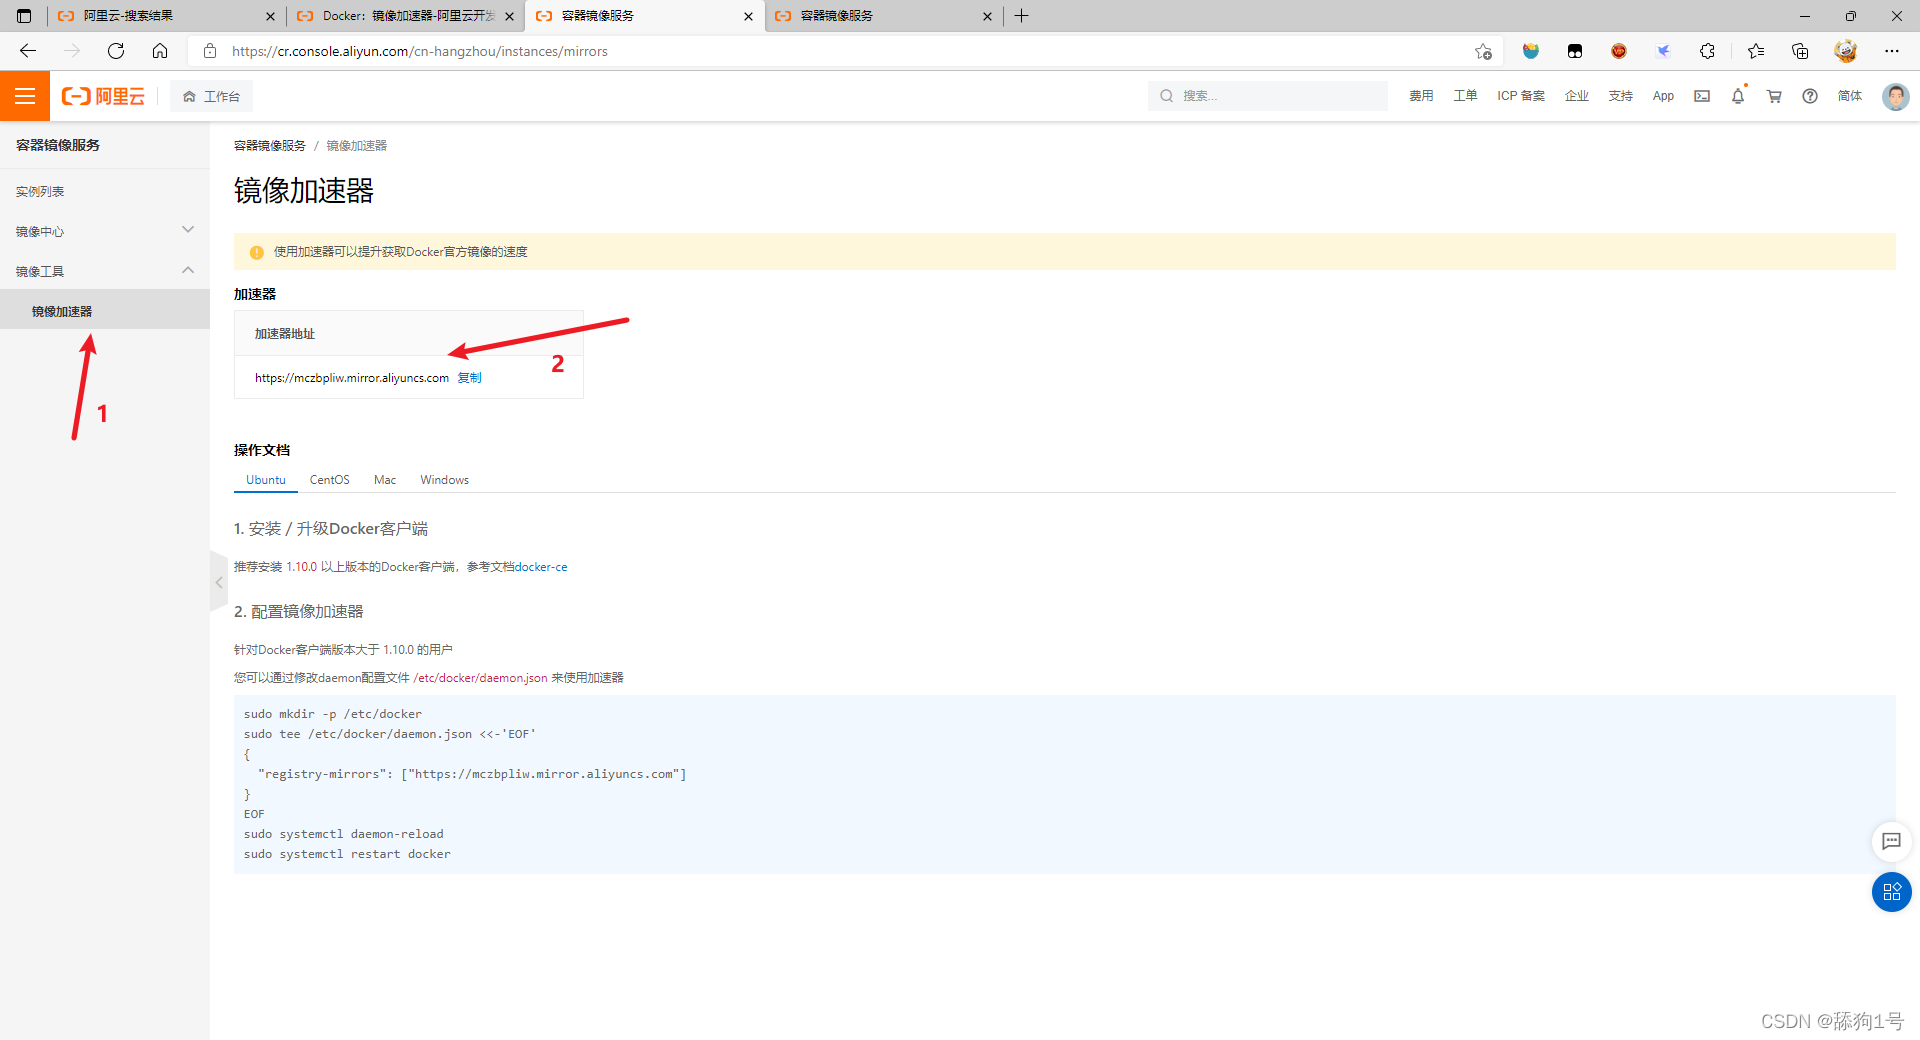 阿里云-搜索结果
Docker：镜像加速器-阿里云开发
容器镜像服务
容器镜像服务
https://cr.console.aliyun.com/cn-hangzhou/instances/mirrors
阿里云
工作台
搜索...
费用
工单
ICP 备案
企业
支持
App
简体
容器镜像服务
实例列表
镜像中心
镜像工具
镜像加速器
1
容器镜像服务 / 镜像加速器
镜像加速器
使用加速器可以提升获取Docker官方镜像的速度
加速器
加速器地址
https://mczbpliw.mirror.aliyuncs.com 复制
2
操作文档
Ubuntu CentOS Mac Windows
1. 安装 / 升级Docker客户端
推荐安装 1.10.0 以上版本的Docker客户端，参考文档docker-ce
2. 配置镜像加速器
针对Docker客户端版本大于 1.10.0 的用户
您可以通过修改daemon配置文件 /etc/docker/daemon.json 来使用加速器
sudo mkdir -p /etc/docker
sudo tee /etc/docker/daemon.json <<-'EOF'
{
"registry-mirrors": ["https://mczbpliw.mirror.aliyuncs.com"]
}
EOF
sudo systemctl daemon-reload
sudo systemctl restart docker
CSDN @舔狗1号